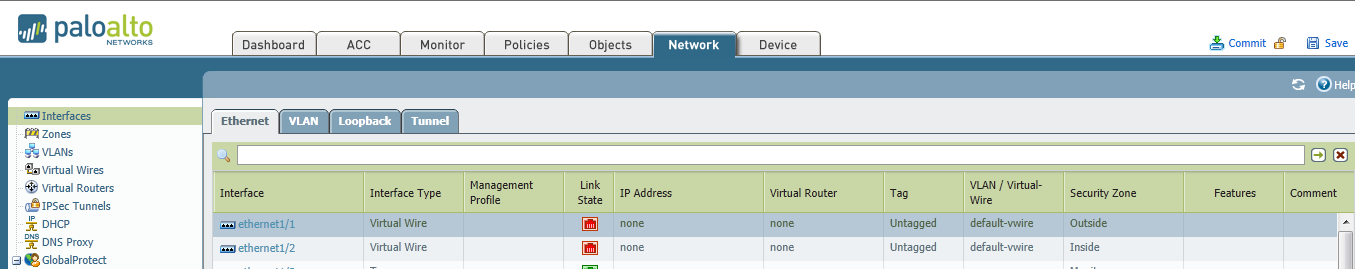 paloalto
NETWORKS
Dashboard ACC Monitor Policies Objects Network Device
Commit Save
Help
Interfaces
Zones
VLANs
Virtual Wires
Virtual Routers
IPSec Tunnels
IP DHCP
DNS DNS Proxy
GlobalProtect
Ethernet VLAN Loopback Tunnel
Interface Interface Type Management Profile Link State IP Address Virtual Router Tag VLAN / Virtual-Wire Security Zone Features Comment
ethernet1/1 Virtual Wire none none Untagged default-vwire Outside
ethernet1/2 Virtual Wire none none Untagged default-vwire Inside